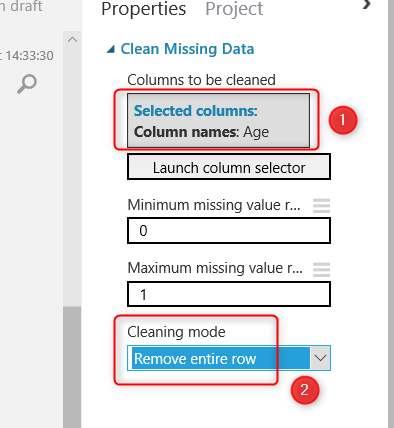 n draft
Properties Project
t 14:33:30
Clean Missing Data
Columns to be cleaned
Selected columns:
Column names: Age
1
Launch column selector
Minimum missing value r...
0
Maximum missing value r...
1
Cleaning mode
Remove entire row
2